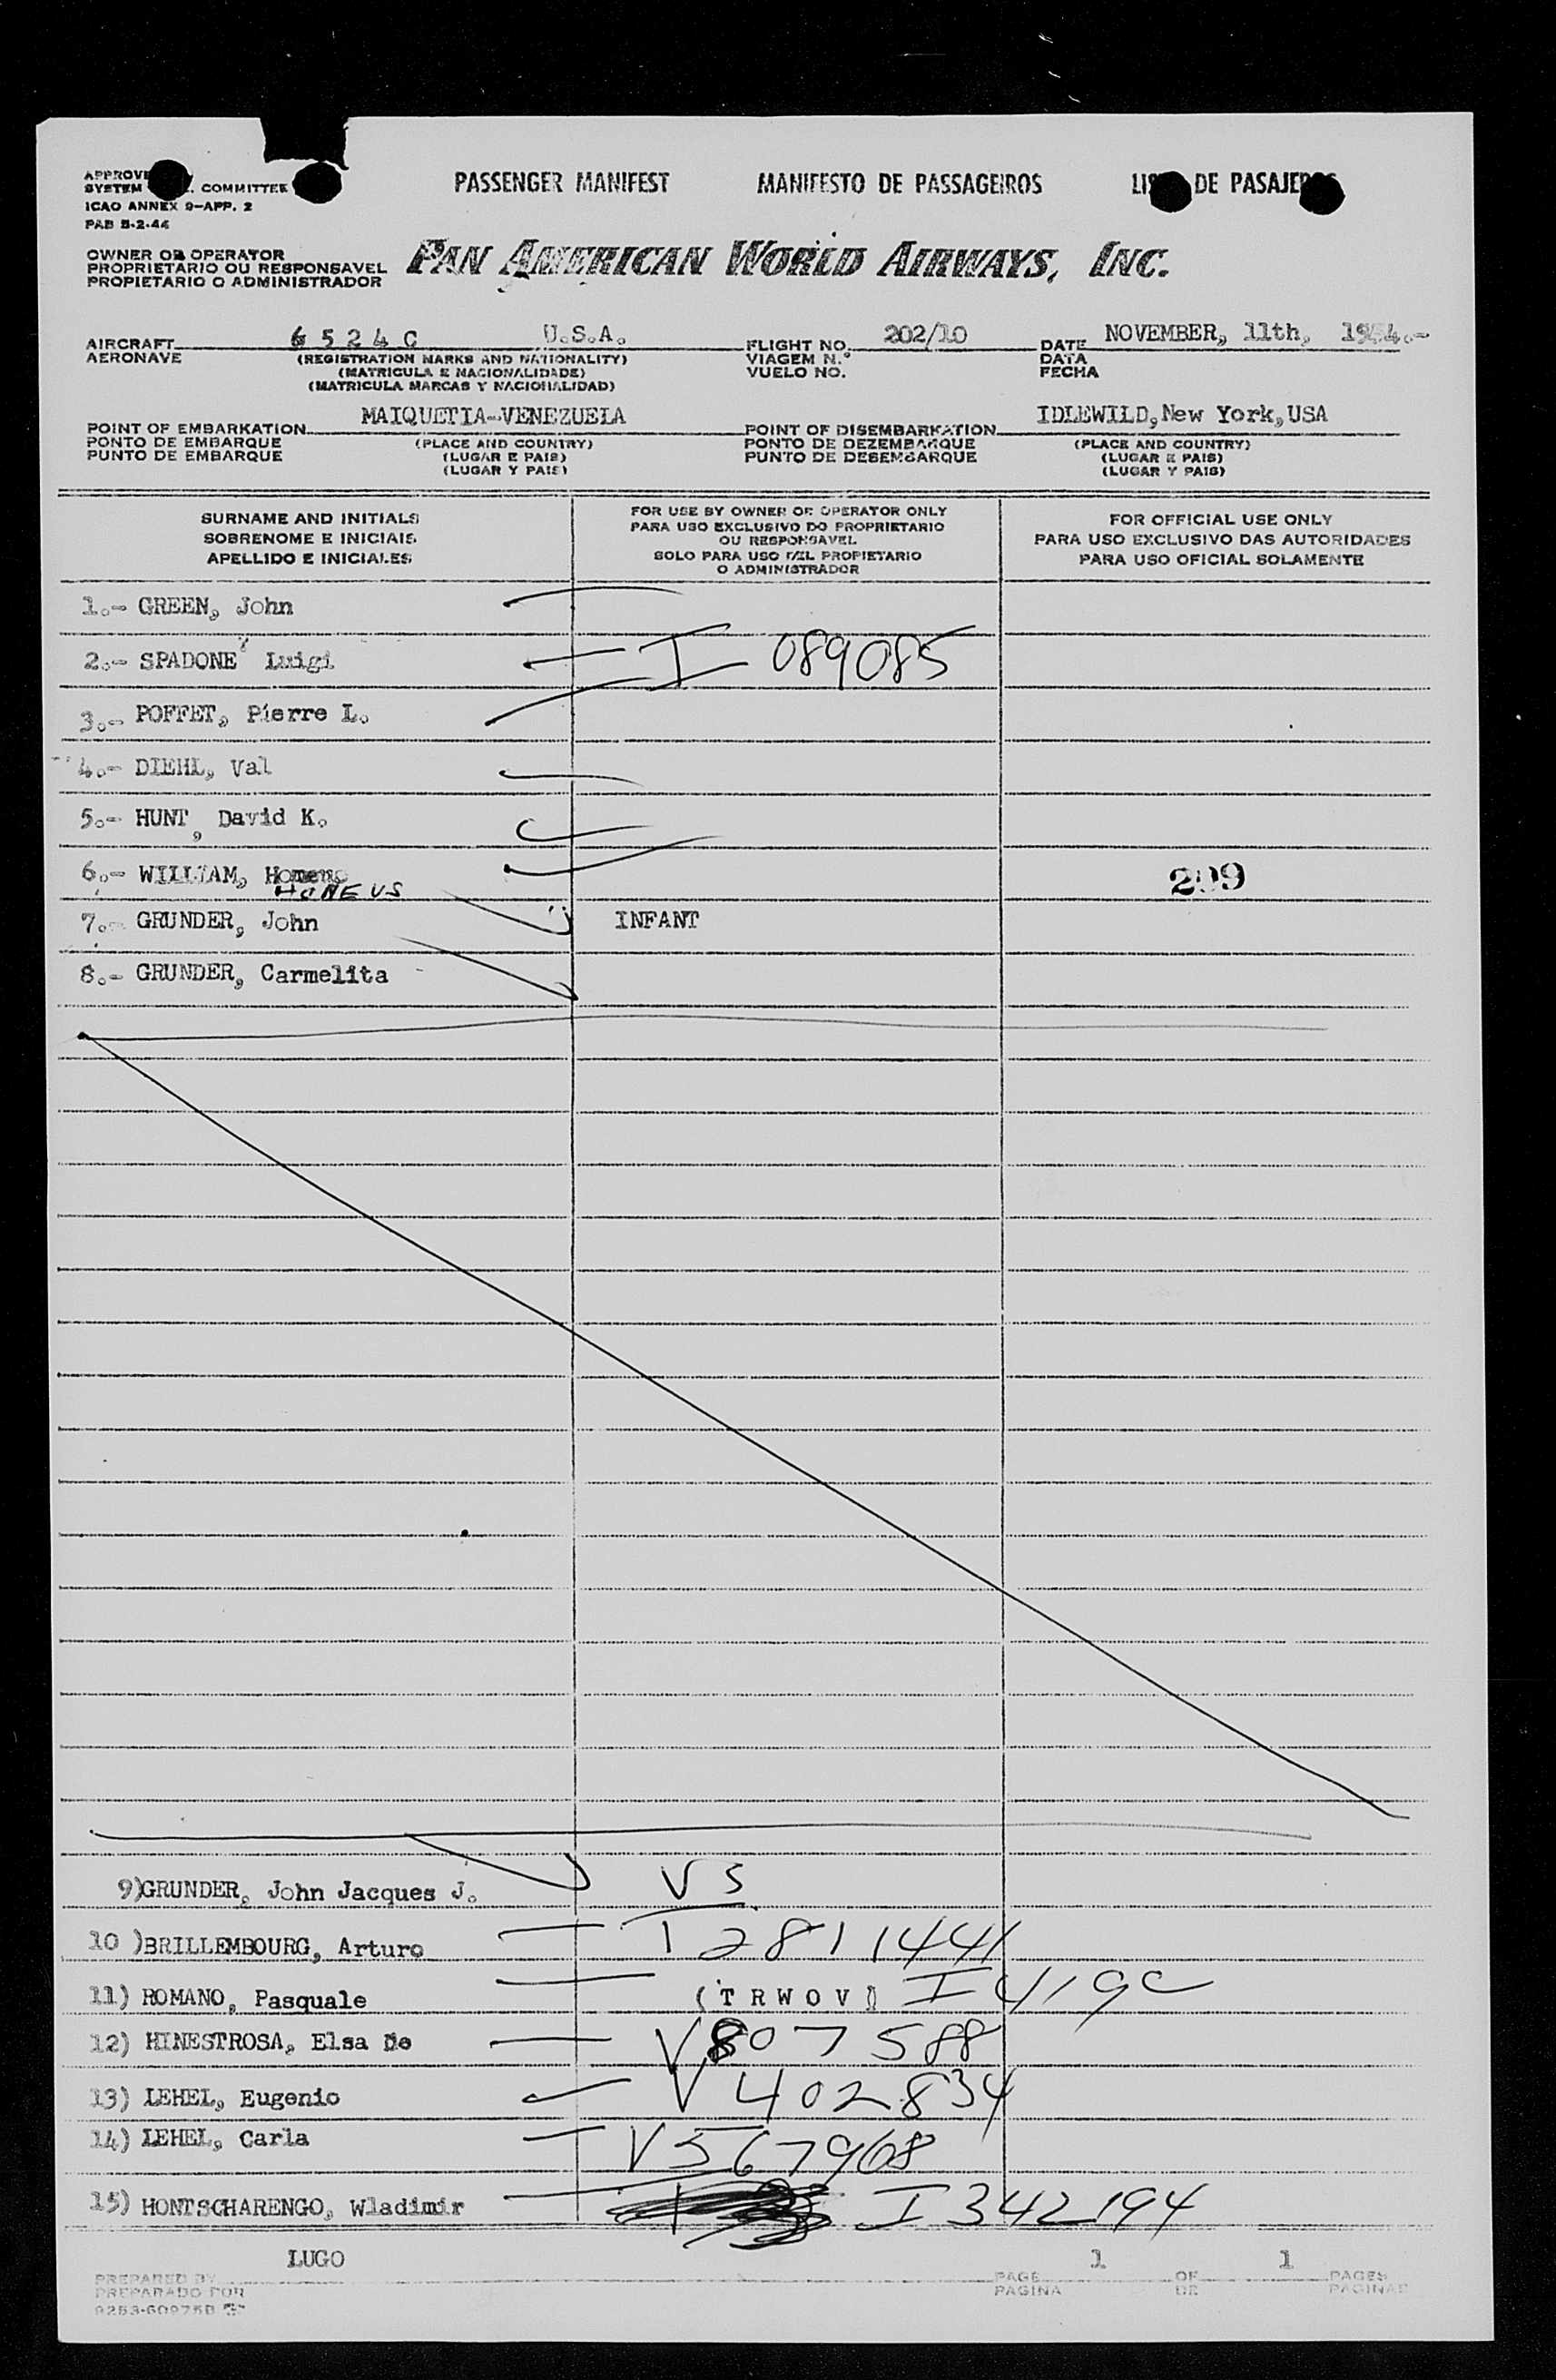 PASSENGER MANIFEST MANIFESTO DE PASSAGEIROS DE
SYSTEM COMMITTEE
ICAO ANNEX 9-APP. 2
PAB 5-2-46
OWNER OR OPERATOR
PROPRIETARIO OU RESPONSAVEL
PROPIETARIO O ADMINISTRADOR
PAN AMERICAN WORLD AIRWAYS, INC.
AIRCRAFT 6524C U.S.A. FLIGHT NO. 202/10 DATE NOVEMBER, 11th, 1954.-
AERONAVE (REGISTRATION MARKS AND NATIONALITY) VIAGEM N.º DATA
(MATRICULA E NACIONALIDADE) VUELO NO. FECHA
(MATRICULA MARCAS Y NACIONALIDAD)
POINT OF EMBARKATION MAIQUETIA-VENEZUELA POINT OF DISEMBARKATION IDLEWILD, New York, USA
PONTO DE EMBARQUE (PLACE AND COUNTRY) PONTO DE DEZEMBARQUE (PLACE AND COUNTRY)
PUNTO DE EMBARQUE (LUGAR E PAIS) PUNTO DE DESEMBARQUE (LUGAR E PAIS)
(LUGAR Y PAIS) (LUGAR Y PAIS)
SURNAME AND INITIALS
SOBRENOME E INICIAIS
APELLIDO E INICIALES
FOR USE BY OWNER OR OPERATOR ONLY
PARA USO EXCLUSIVO DO PROPRIETARIO
OU RESPONSAVEL
SOLO PARA USO DEL PROPIETARIO
O ADMINISTRADOR
FOR OFFICIAL USE ONLY
PARA USO EXCLUSIVO DAS AUTORIDADES
PARA USO OFICIAL SOLAMENTE
1.- GREEN, John
2.- SPADONE Luigi I 089085
3.- POFFET, Pierre L.
4.- DIEHL, Val
5.- HUNT, David K.
6.- WILLIAM, 299
HONEUS
7.- GRUNDER, John INFANT
8.- GRUNDER, Carmelita
9) GRUNDER, John Jacques J. VS
10) BRILLEMBOURG, Arturo I 2811441
11) ROMANO, Pasquale (TRWOV) I 419C
12) HINESTROSA, Elsa De V807588
13) LEHEL, Eugenio V402834
14) LEHEL, Carla V567968
15) HONTSCHARENGO, Wladimir I 342194
LUGO 1 1
PREPARED BY PAGE OF PAGES
PREPARADO POR PAGINA DE PAGINAS